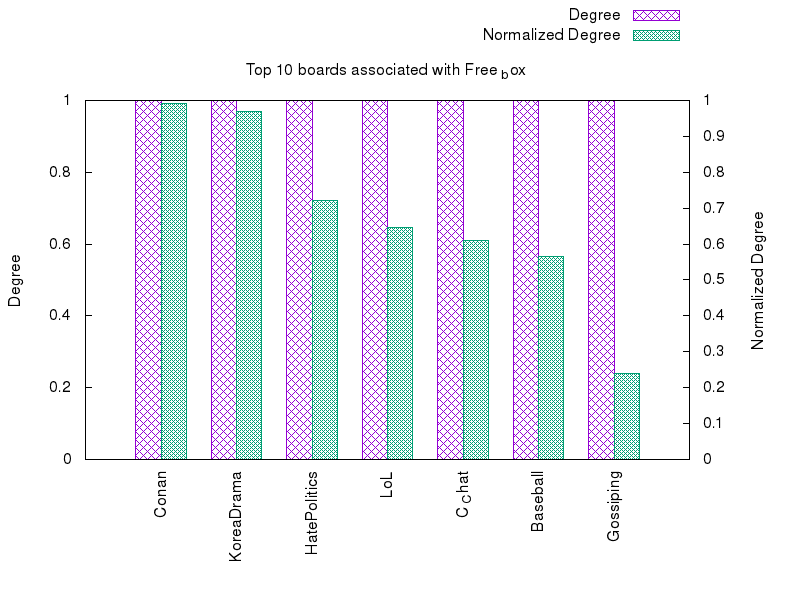 Degree
Normalized Degree
Top 10 boards associated with Free box
1
0.8
0.6
0.4
0.2
0
1
0.9
0.8
0.7
0.6
0.5
0.4
0.3
0.2
0.1
0
Degree
Normalized Degree
Conan
KoreaDrama
HatePolitics
LoL
C Chat
Baseball
Gossiping